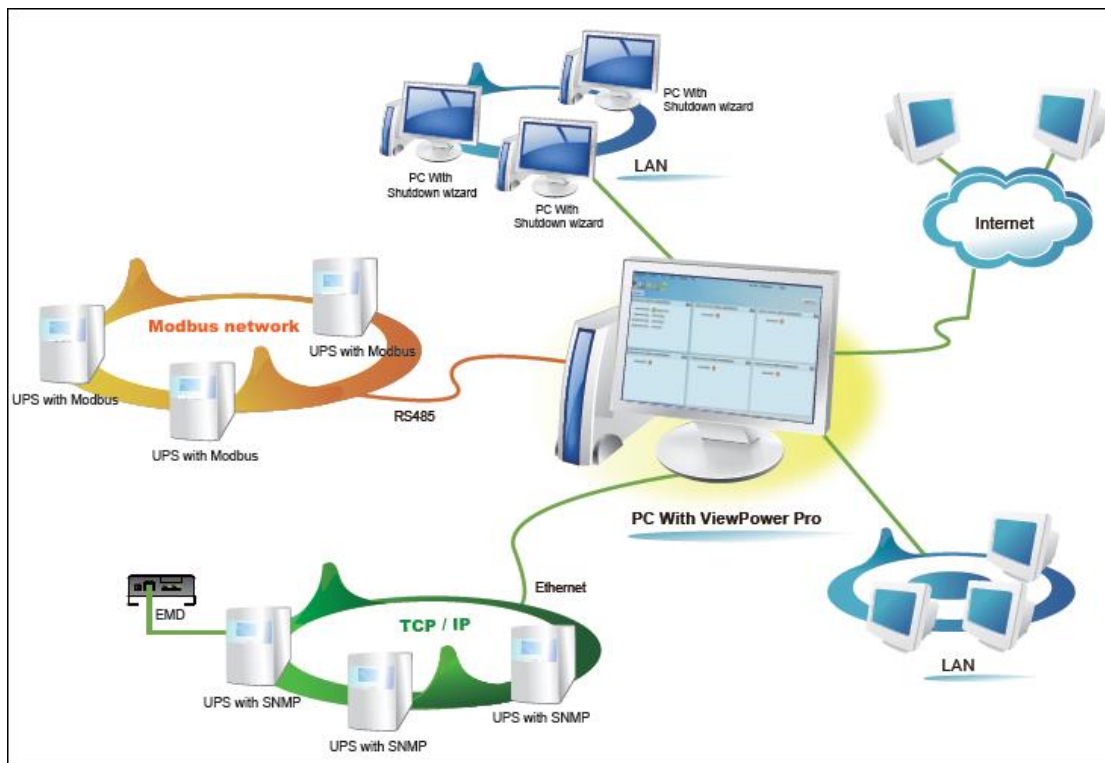 PC With
Shutdown wizard
LAN
PC With
Shutdown wizard
PC With
Shutdown wizard
Internet
Modbus network
UPS with Modbus
UPS with Modbus
RS485
UPS with Modbus
PC With ViewPower Pro
Ethernet
EMD
TCP / IP
LAN
UPS with SNMP
UPS with SNMP
UPS with SNMP